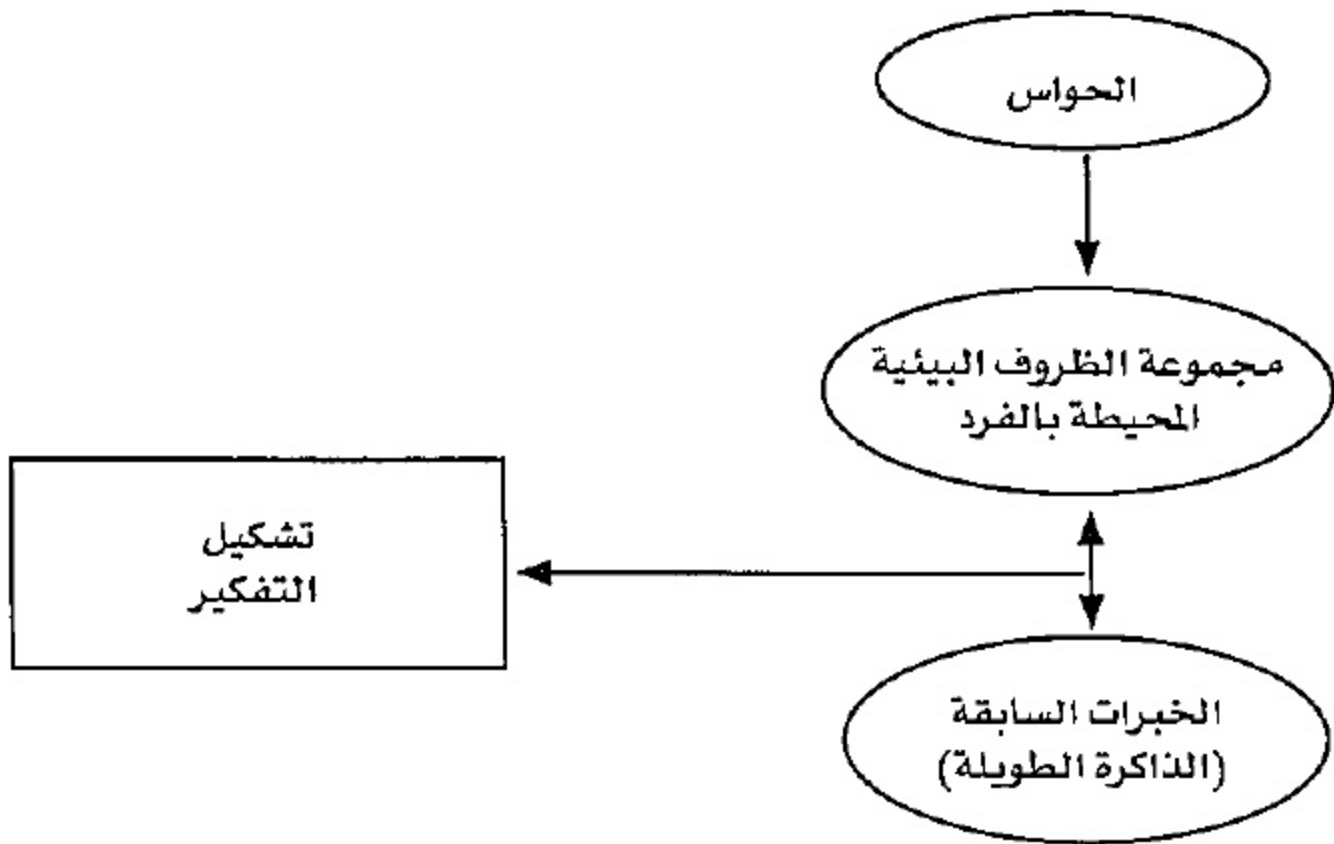 الحواس
مجموعة الظروف البيئية
المحيطة بالفرد
تشكيل
التفكير
الخبرات السابقة
(الذاكرة الطويلة)